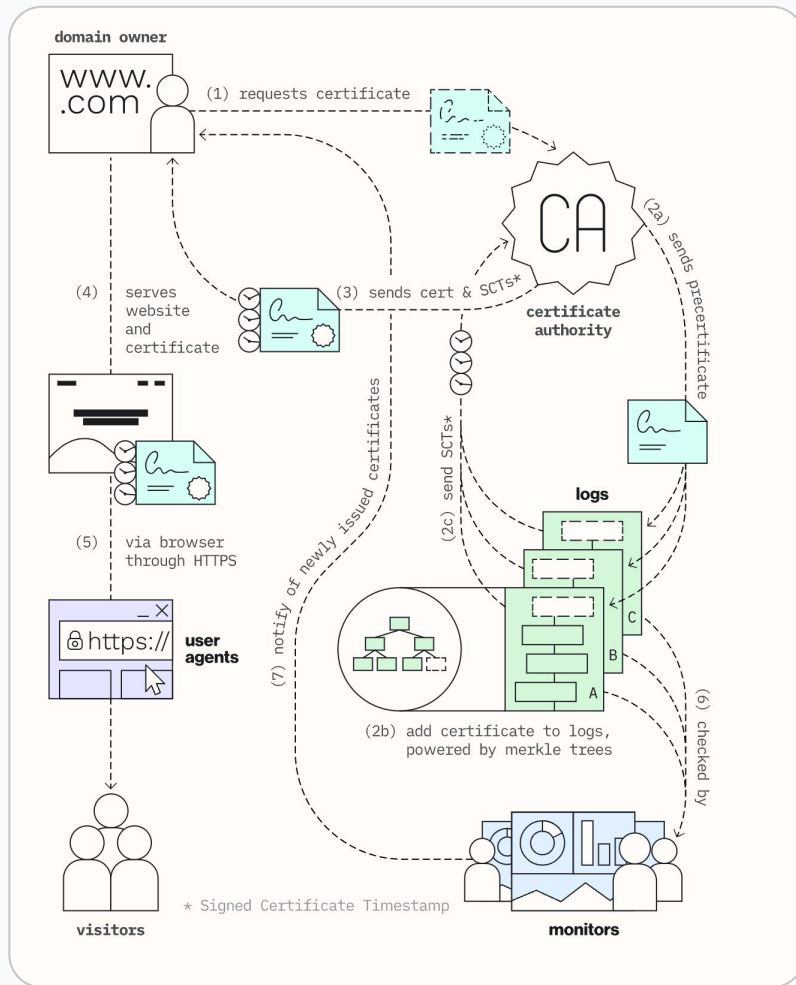 domain owner
www.
.com
(1) requests certificate
CA
certificate
authority
(2a) sends precertificate
(3) sends cert & SCTs*
(4) serves
website
and
certificate
(2c) send SCTs*
logs
C
B
A
(2b) add certificate to logs,
powered by merkle trees
(5) via browser
through HTTPS
https://
user
agents
(6) checked by
(7) notify of newly issued certificates
visitors
* Signed Certificate Timestamp
monitors